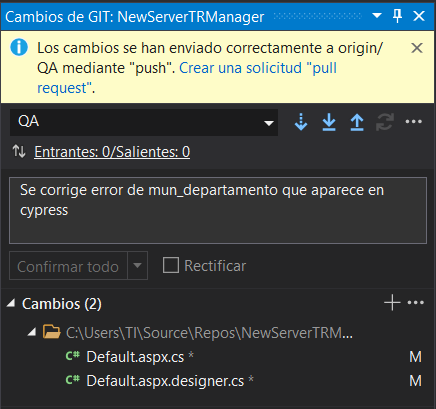 Cambios de GIT: NewServerTRManager
Los cambios se han enviado correctamente a origin/
QA mediante "push". Crear una solicitud "pull
request".
QA
Entrantes: 0/Salientes: 0
Se corrige error de mun_departamento que aparece en
cypress
Confirmar todo
Rectificar
Cambios (2)
C:\Users\TI\Source\Repos\NewServerTRM...
C# Default.aspx.cs * M
C# Default.aspx.designer.cs * M